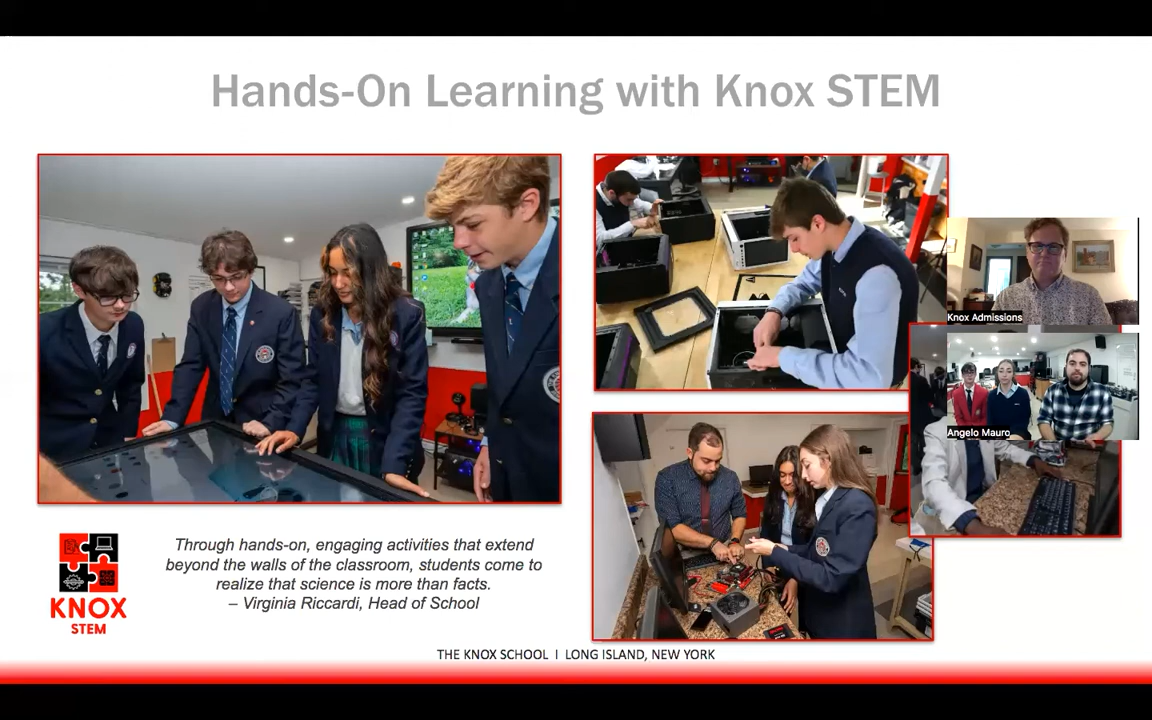 Hands-On Learning with Knox STEM
Knox Admissions
Angelo Mauro
Through hands-on, engaging activities that extend
beyond the walls of the classroom, students come to
realize that science is more than facts.
– Virginia Riccardi, Head of School
KNOX
STEM
THE KNOX SCHOOL I LONG ISLAND, NEW YORK